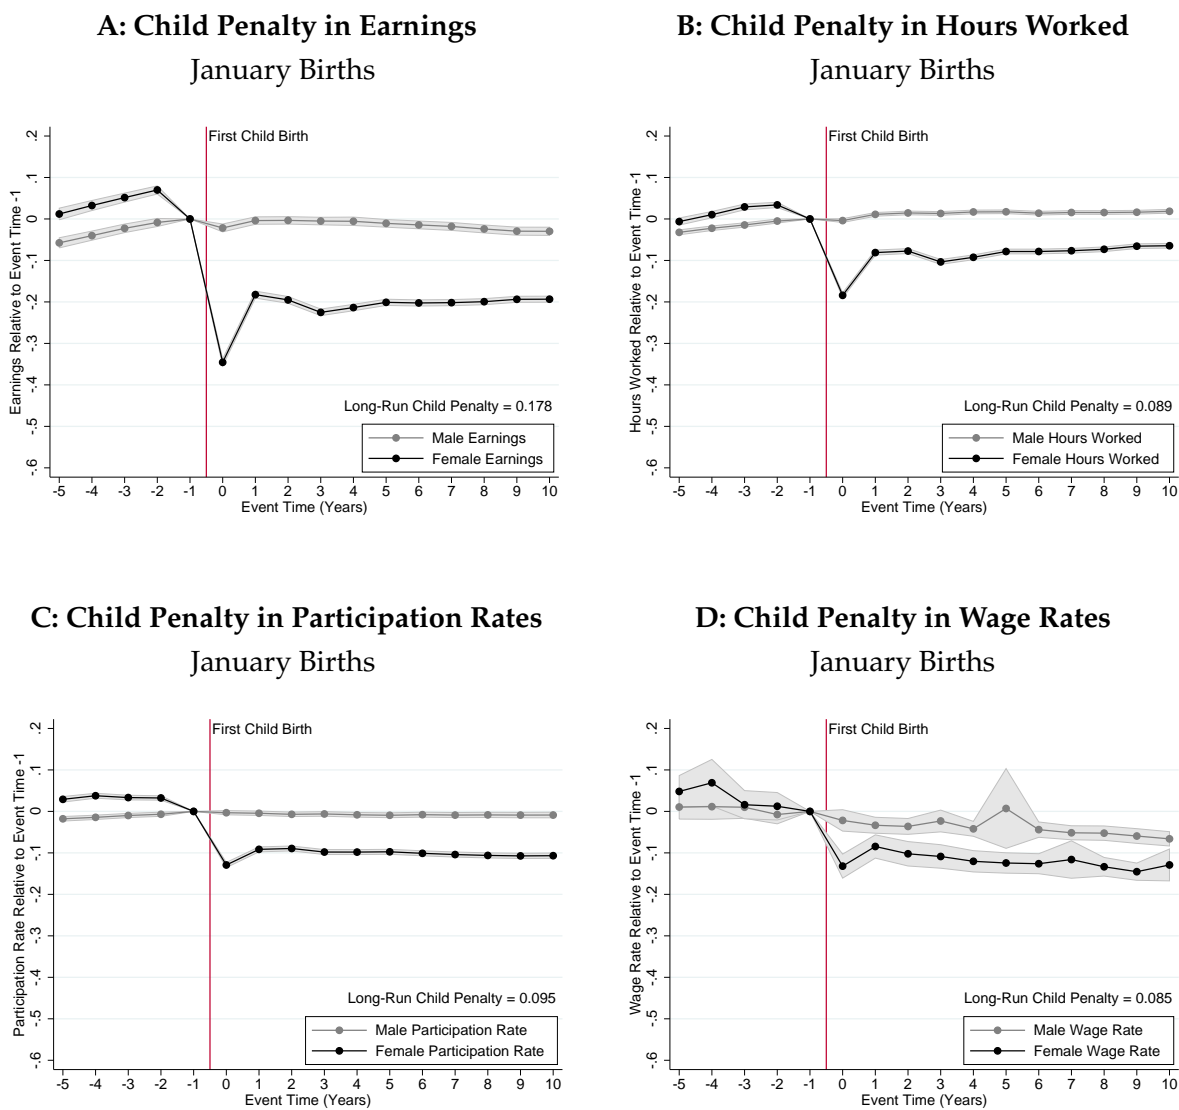 A: Child Penalty in Earnings
January Births
First Child Birth
Earnings Relative to Event Time -1
.2
.1
0
-.1
-.2
-.3
-.4
-.5
-.6
Long-Run Child Penalty = 0.178
Male Earnings
Female Earnings
-5 -4 -3 -2 -1 0 1 2 3 4 5 6 7 8 9 10
Event Time (Years)
B: Child Penalty in Hours Worked
January Births
First Child Birth
Hours Worked Relative to Event Time -1
.2
.1
0
-.1
-.2
-.3
-.4
-.5
-.6
Long-Run Child Penalty = 0.089
Male Hours Worked
Female Hours Worked
-5 -4 -3 -2 -1 0 1 2 3 4 5 6 7 8 9 10
Event Time (Years)
C: Child Penalty in Participation Rates
January Births
First Child Birth
Participation Rate Relative to Event Time -1
.2
.1
0
-.1
-.2
-.3
-.4
-.5
-.6
Long-Run Child Penalty = 0.095
Male Participation Rate
Female Participation Rate
-5 -4 -3 -2 -1 0 1 2 3 4 5 6 7 8 9 10
Event Time (Years)
D: Child Penalty in Wage Rates
January Births
First Child Birth
Wage Rate Relative to Event Time -1
.2
.1
0
-.1
-.2
-.3
-.4
-.5
-.6
Long-Run Child Penalty = 0.085
Male Wage Rate
Female Wage Rate
-5 -4 -3 -2 -1 0 1 2 3 4 5 6 7 8 9 10
Event Time (Years)